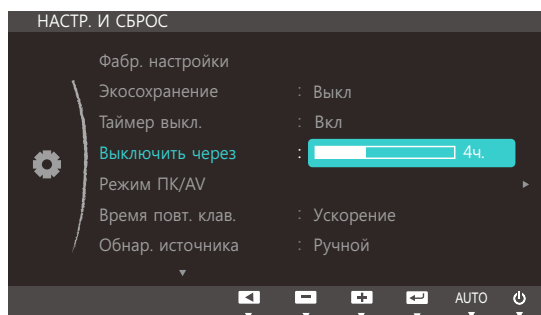 НАСТР. И СБРОС
Фабр. настройки
Экосохранение : Выкл
Таймер выкл. : Вкл
Выключить через : 4ч.
Режим ПК/AV
Время повт. клав. : Ускорение
Обнар. источника : Ручной
AUTO